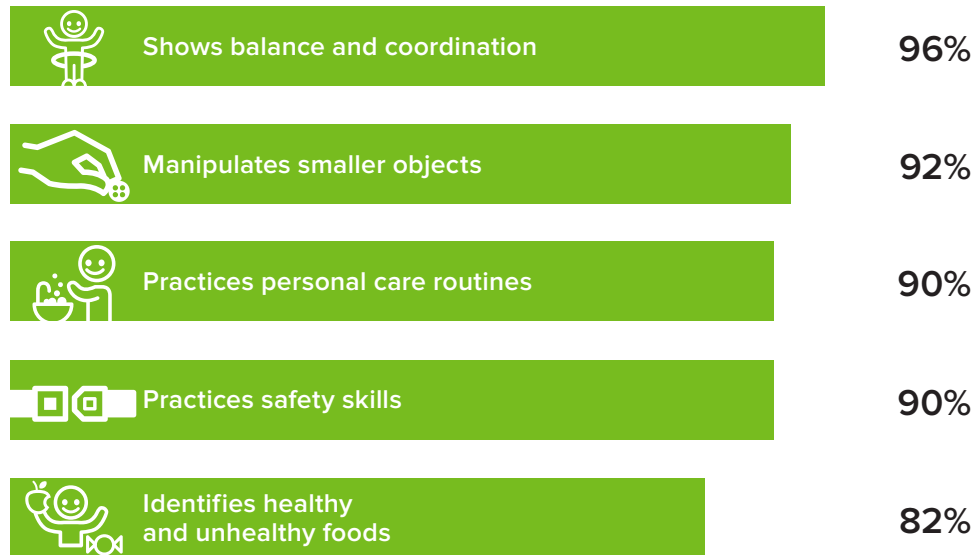 Shows balance and coordination 96%
Manipulates smaller objects 92%
Practices personal care routines 90%
Practices safety skills 90%
Identifies healthy
and unhealthy foods 82%